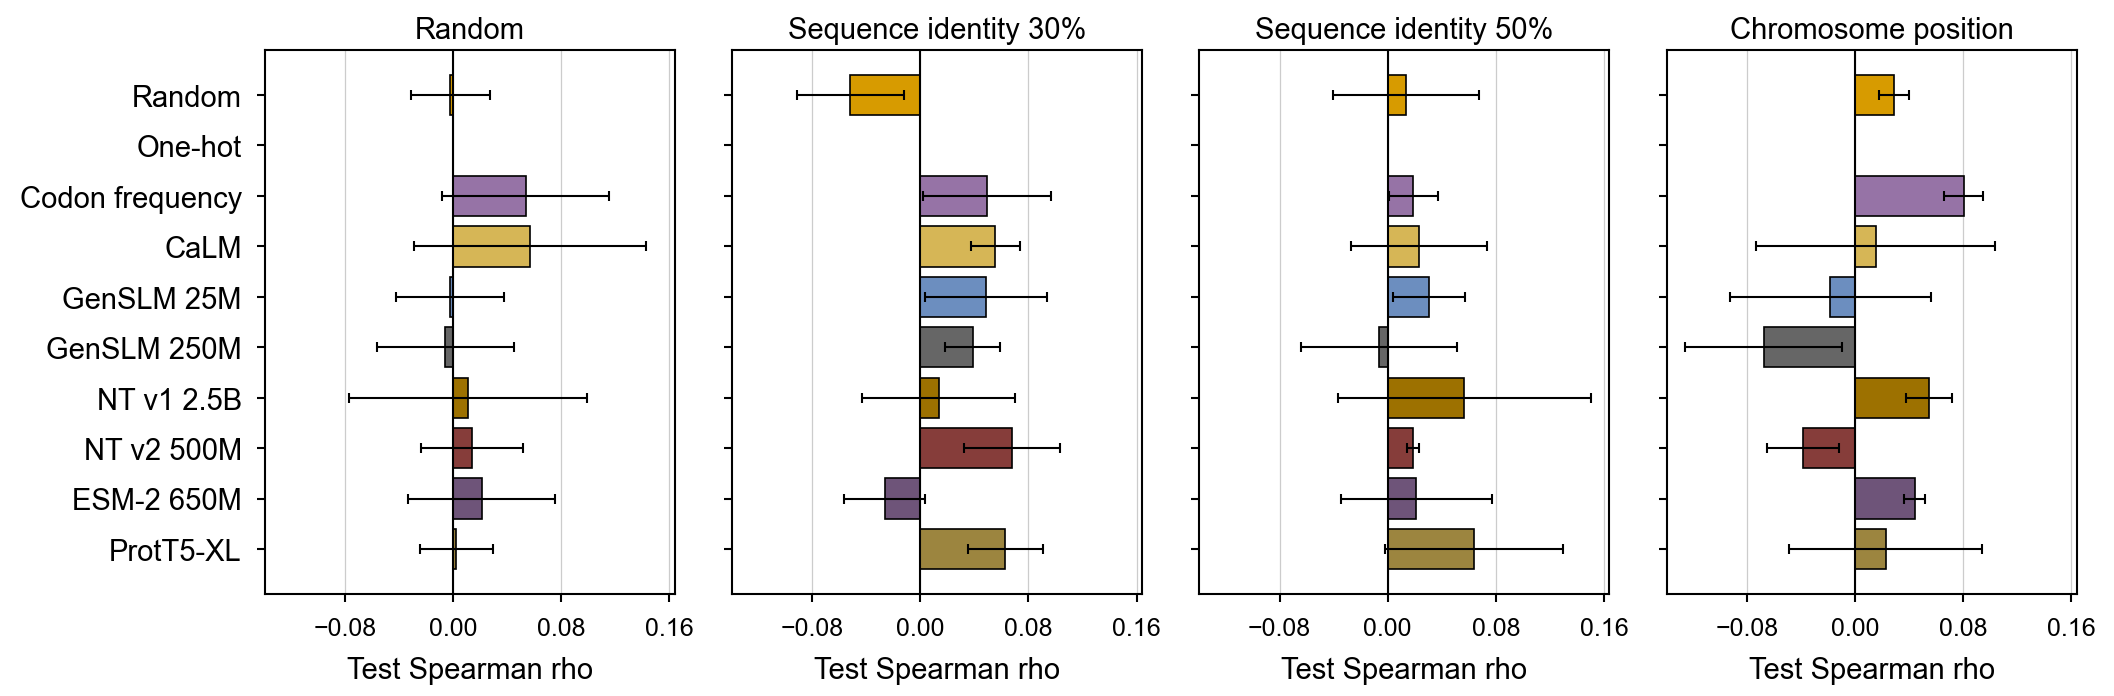 Random
Sequence identity 30%
Sequence identity 50%
Chromosome position
Random
One-hot
Codon frequency
CaLM
GenSLM 25M
GenSLM 250M
NT v1 2.5B
NT v2 500M
ESM-2 650M
ProtT5-XL
−0.08 0.00 0.08 0.16
−0.08 0.00 0.08 0.16
−0.08 0.00 0.08 0.16
−0.08 0.00 0.08 0.16
Test Spearman rho
Test Spearman rho
Test Spearman rho
Test Spearman rho